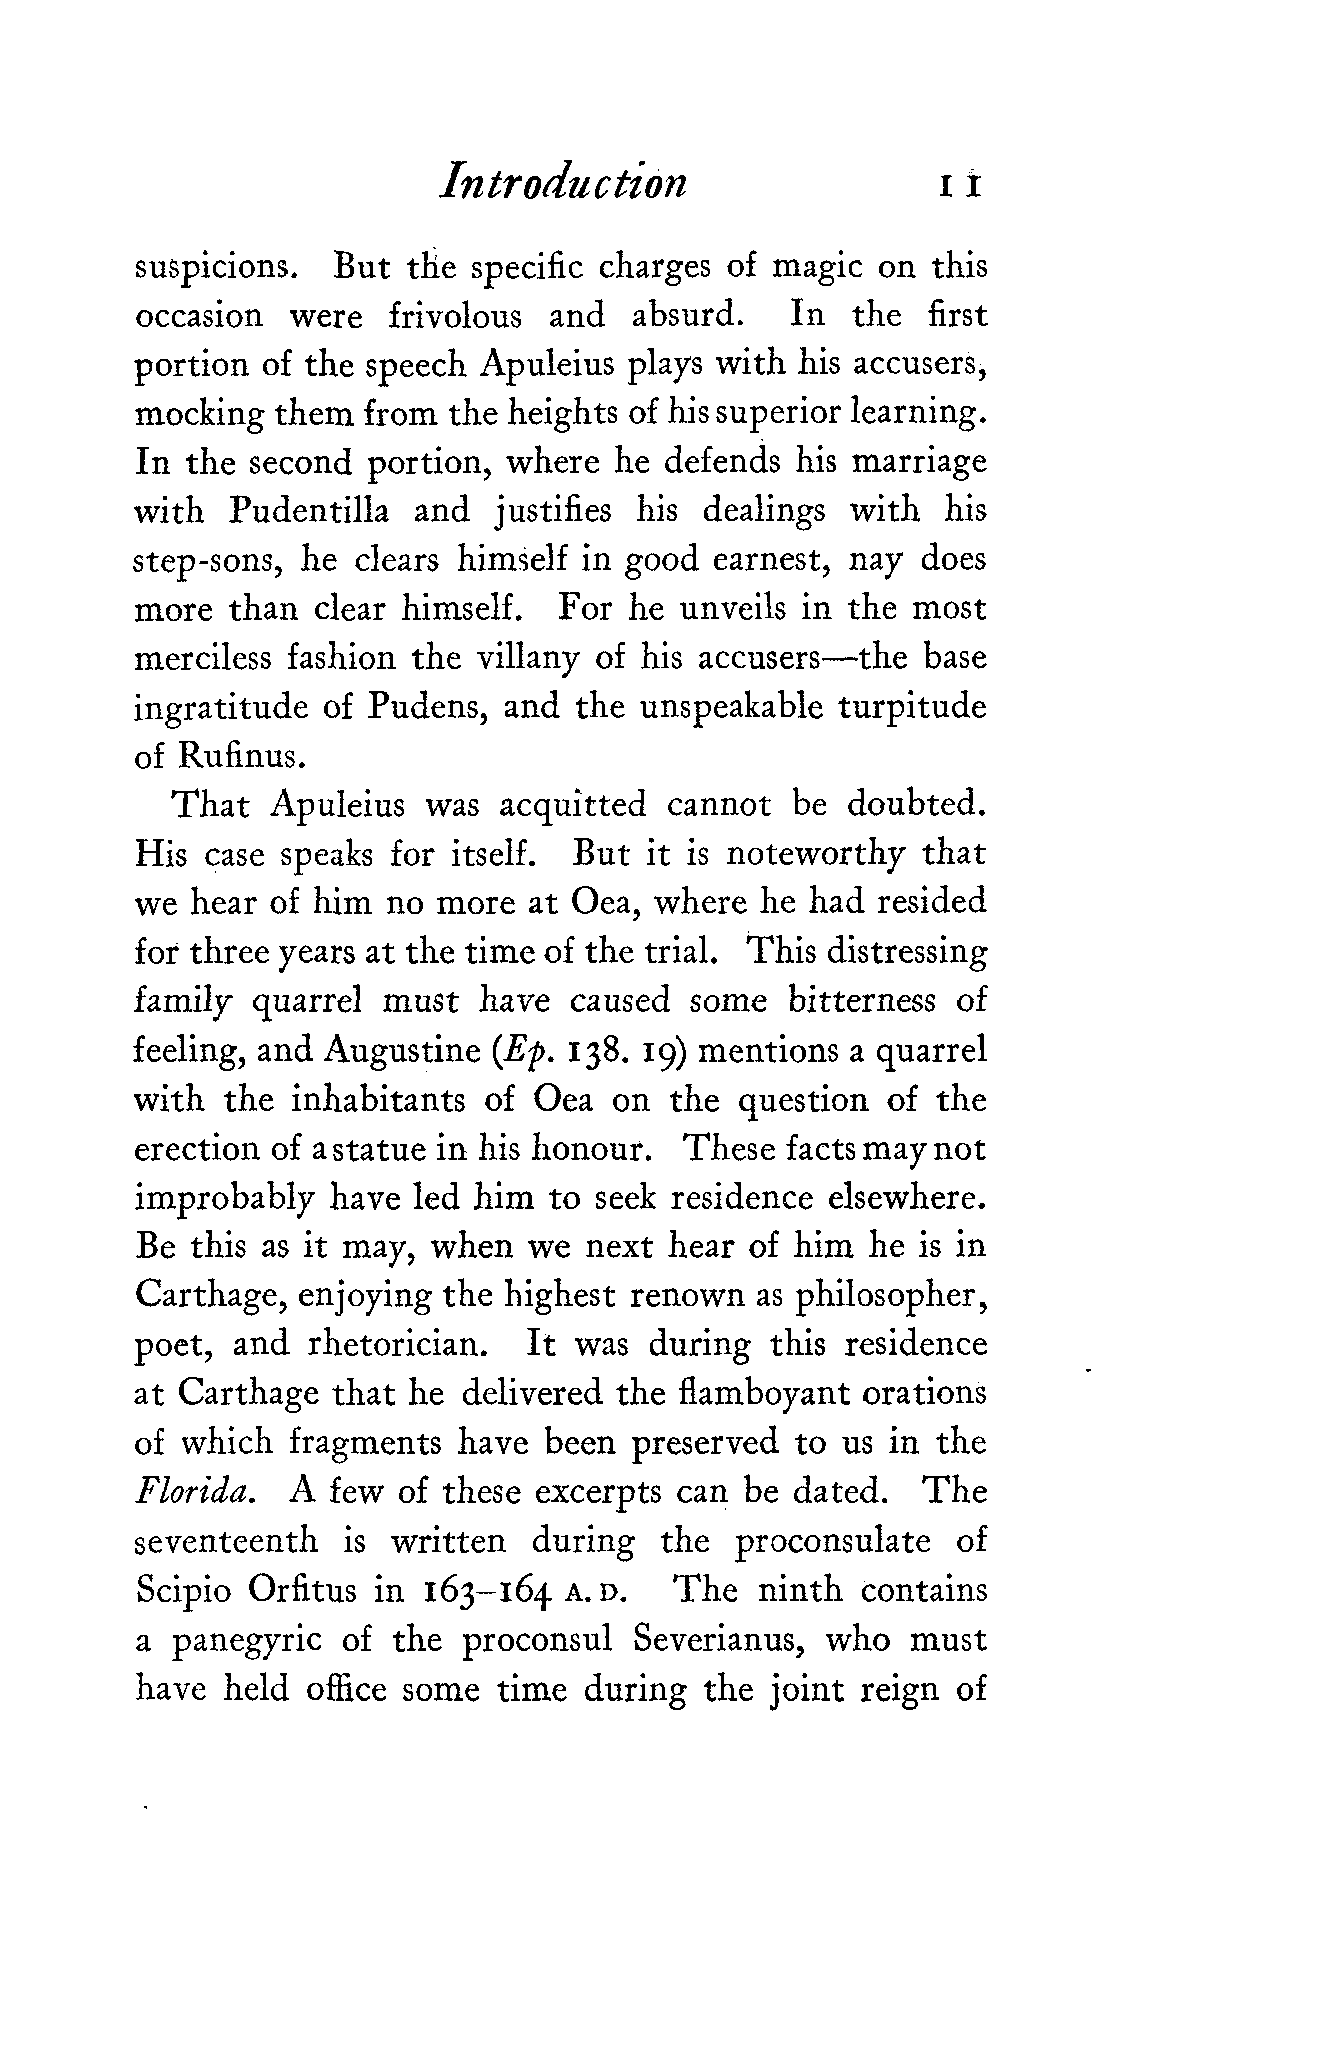 Introduction 11
suspicions. But the specific charges of magic on this
occasion were frivolous and absurd. In the first
portion of the speech Apuleius plays with his accusers,
mocking them from the heights of his superior learning.
In the second portion, where he defends his marriage
with Pudentilla and justifies his dealings with his
step-sons, he clears himself in good earnest, nay does
more than clear himself. For he unveils in the most
merciless fashion the villany of his accusers—the base
ingratitude of Pudens, and the unspeakable turpitude
of Rufinus.
That Apuleius was acquitted cannot be doubted.
His case speaks for itself. But it is noteworthy that
we hear of him no more at Oea, where he had resided
for three years at the time of the trial. This distressing
family quarrel must have caused some bitterness of
feeling, and Augustine (Ep. 138. 19) mentions a quarrel
with the inhabitants of Oea on the question of the
erection of a statue in his honour. These facts may not
improbably have led him to seek residence elsewhere.
Be this as it may, when we next hear of him he is in
Carthage, enjoying the highest renown as philosopher,
poet, and rhetorician. It was during this residence
at Carthage that he delivered the flamboyant orations
of which fragments have been preserved to us in the
Florida. A few of these excerpts can be dated. The
seventeenth is written during the proconsulate of
Scipio Orfitus in 163–164 A.D. The ninth contains
a panegyric of the proconsul Severianus, who must
have held office some time during the joint reign of